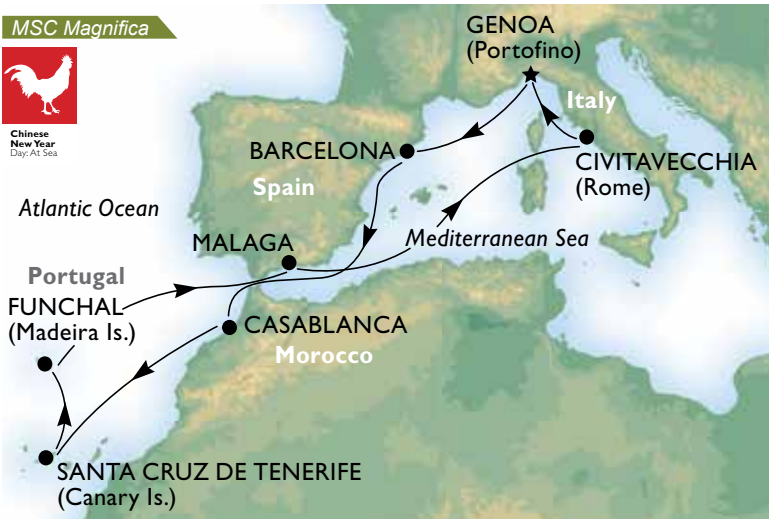 MSC Magnifica
GENOA
(Portofino)
Chinese
New Year
Day: At Sea
Italy
BARCELONA
CIVITAVECCHIA
(Rome)
Spain
Atlantic Ocean
MALAGA
Mediterranean Sea
Portugal
FUNCHAL
(Madeira Is.)
CASABLANCA
Morocco
SANTA CRUZ DE TENERIFE
(Canary Is.)